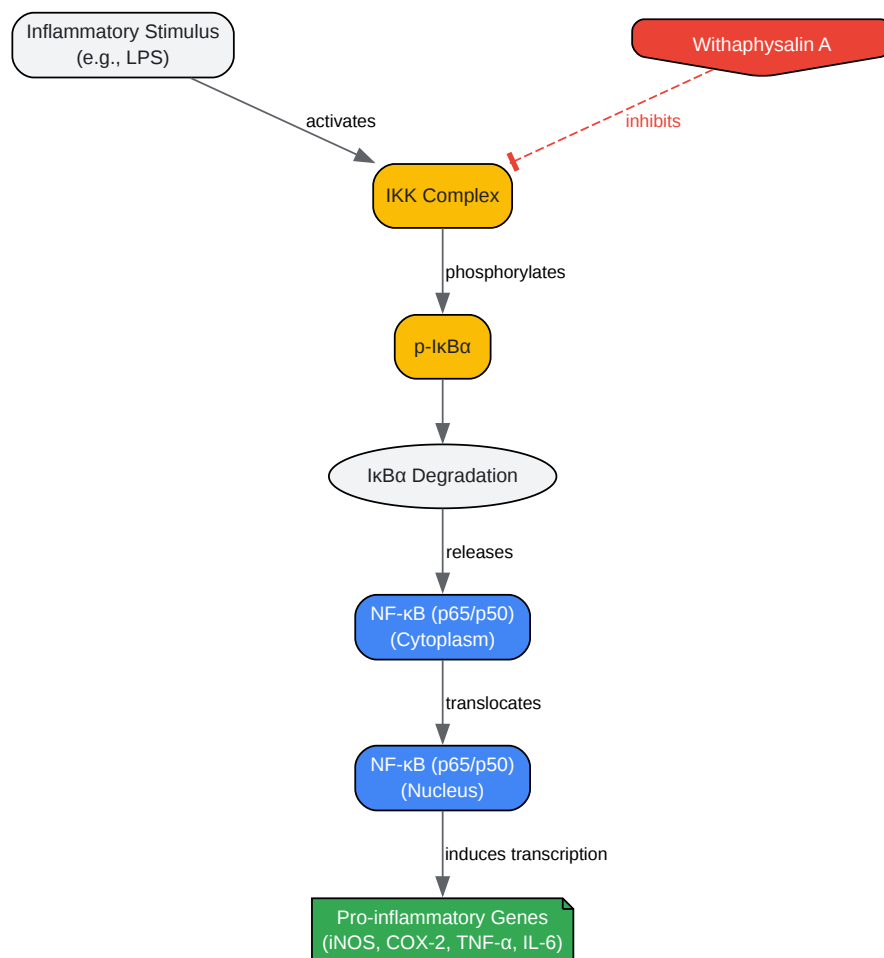 Inflammatory Stimulus
(e.g., LPS)
Withaphysalin A
activates
inhibits
IKK Complex
phosphorylates
p-IκBα
IκBα Degradation
releases
NF-κB (p65/p50)
(Cytoplasm)
translocates
NF-κB (p65/p50)
(Nucleus)
induces transcription
Pro-inflammatory Genes
(iNOS, COX-2, TNF-α, IL-6)